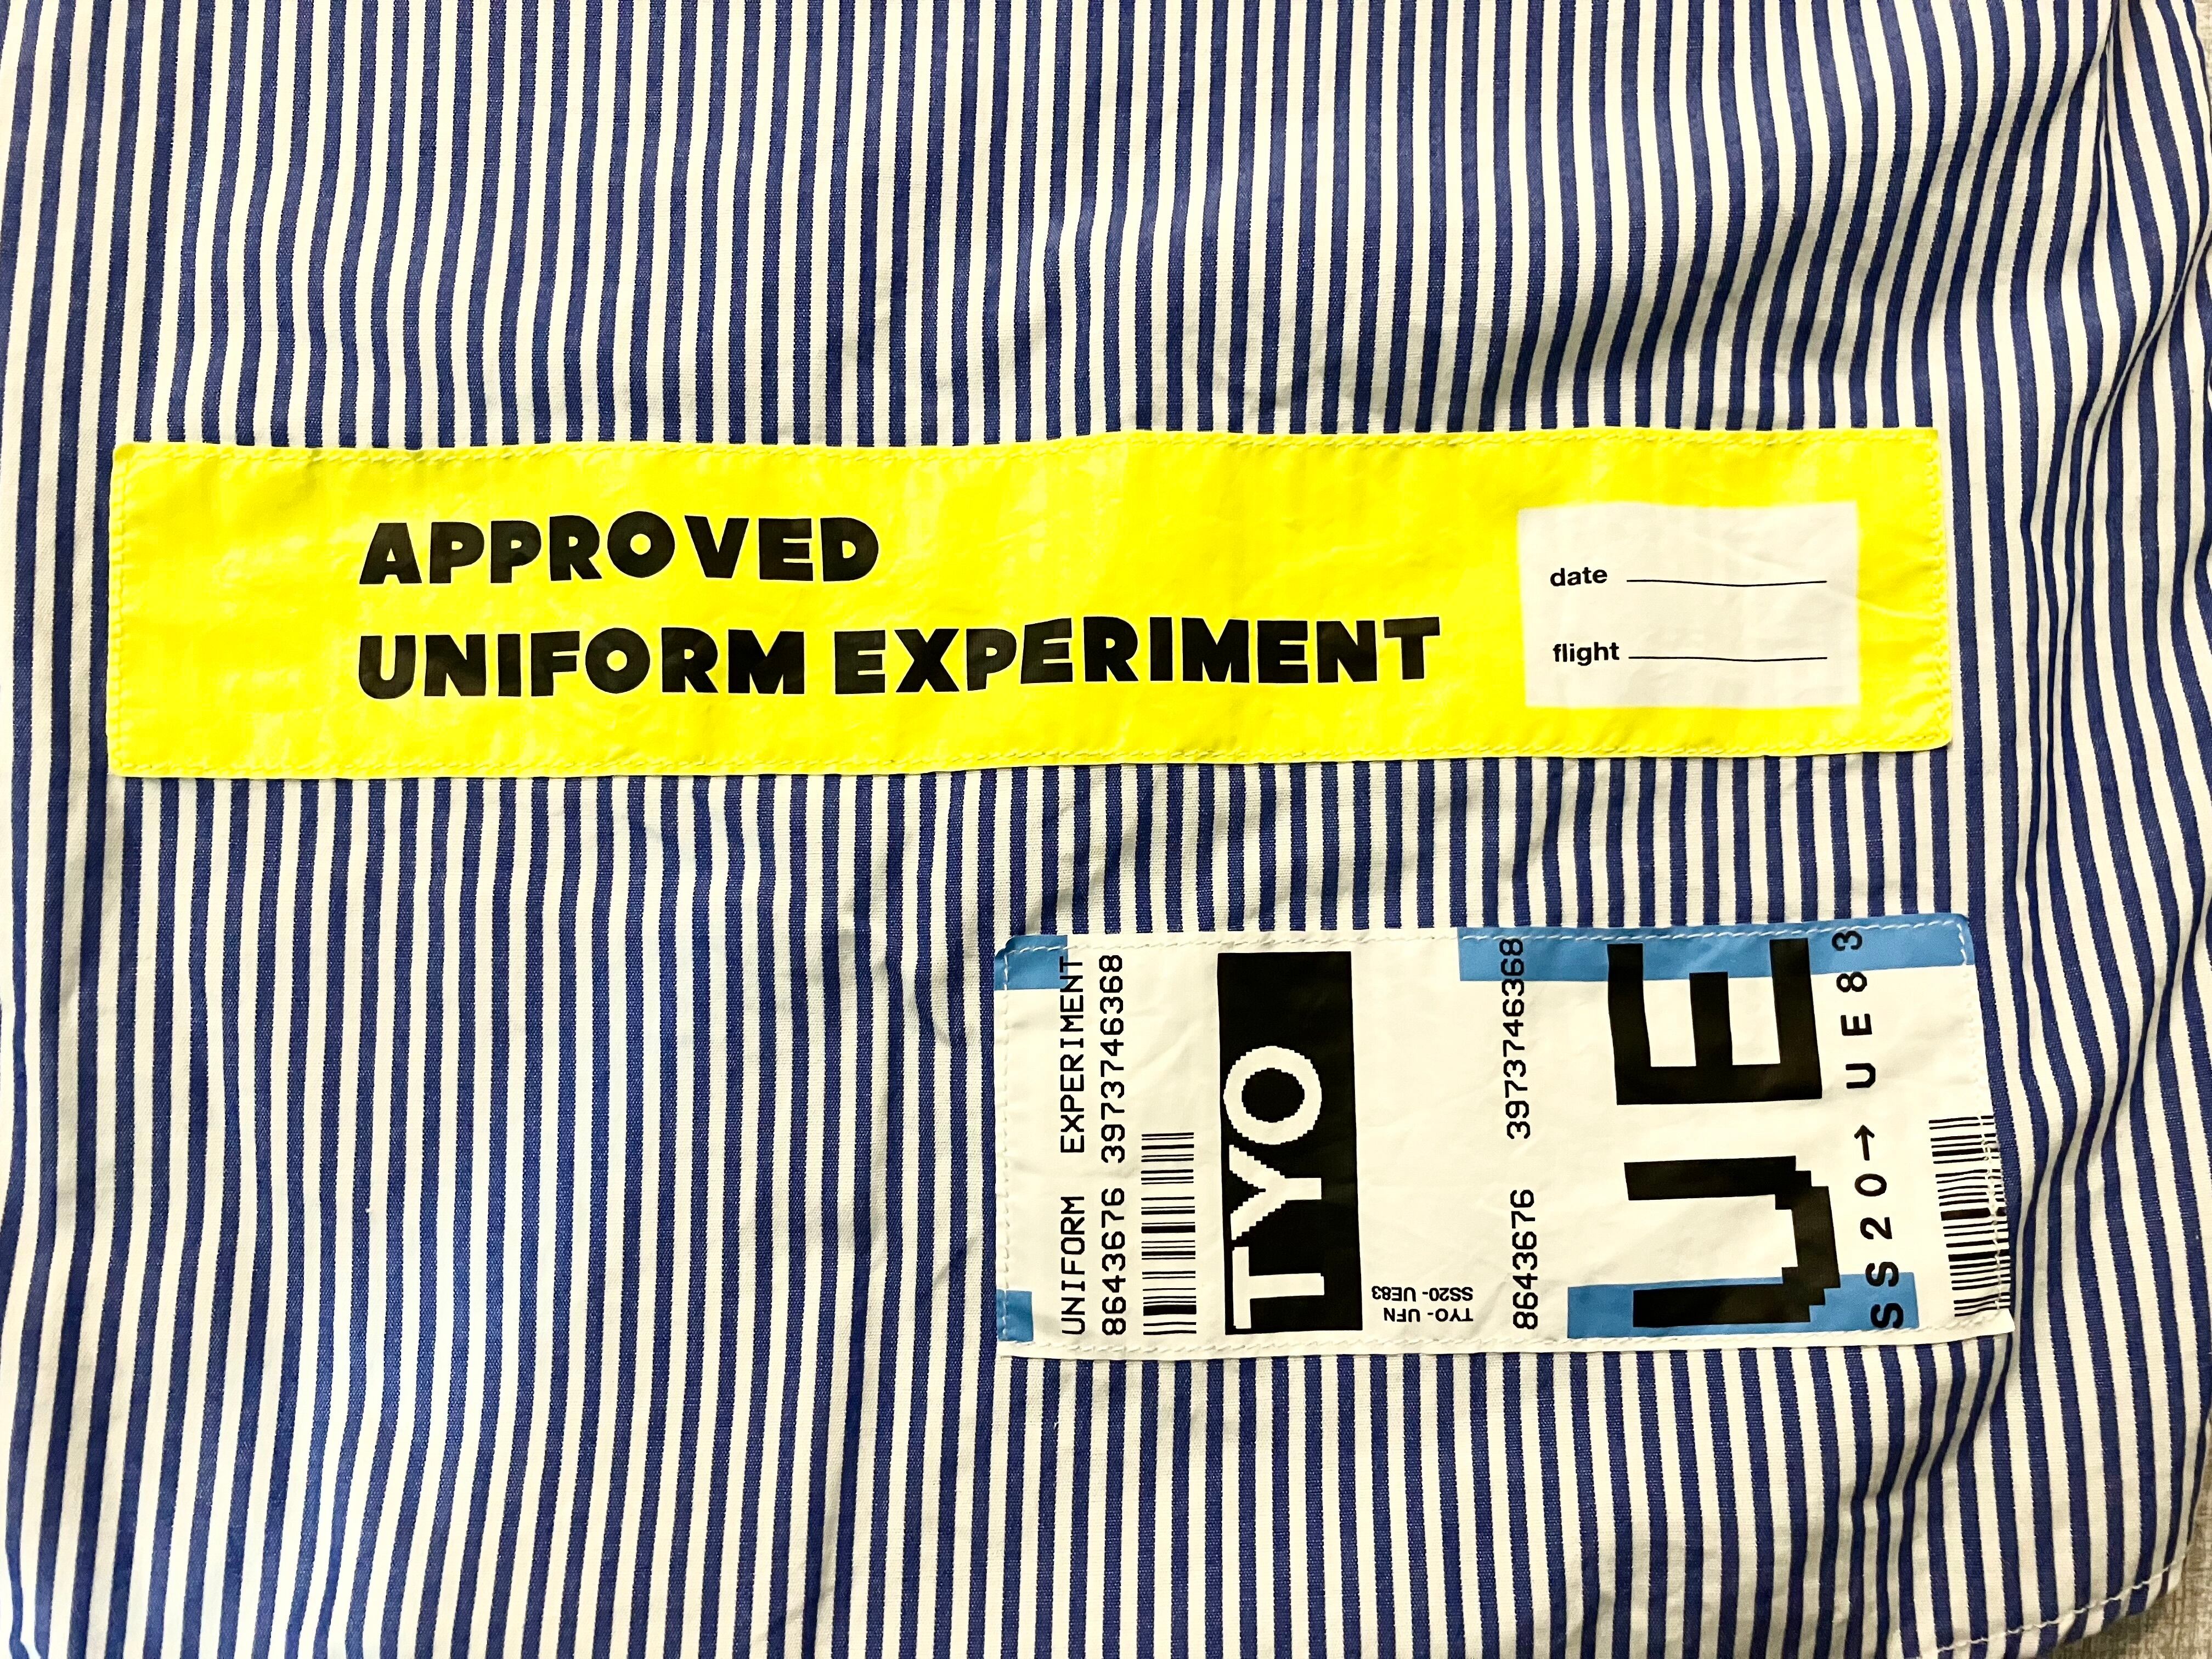 APPROVED
UNIFORM EXPERIMENT
date
flight
UNIFORM EXPERIMENT
8643676 3973746368
TYO
TYO - UFN
SS20 - UE83
8643676 3973746368
UE
SS20→UE83